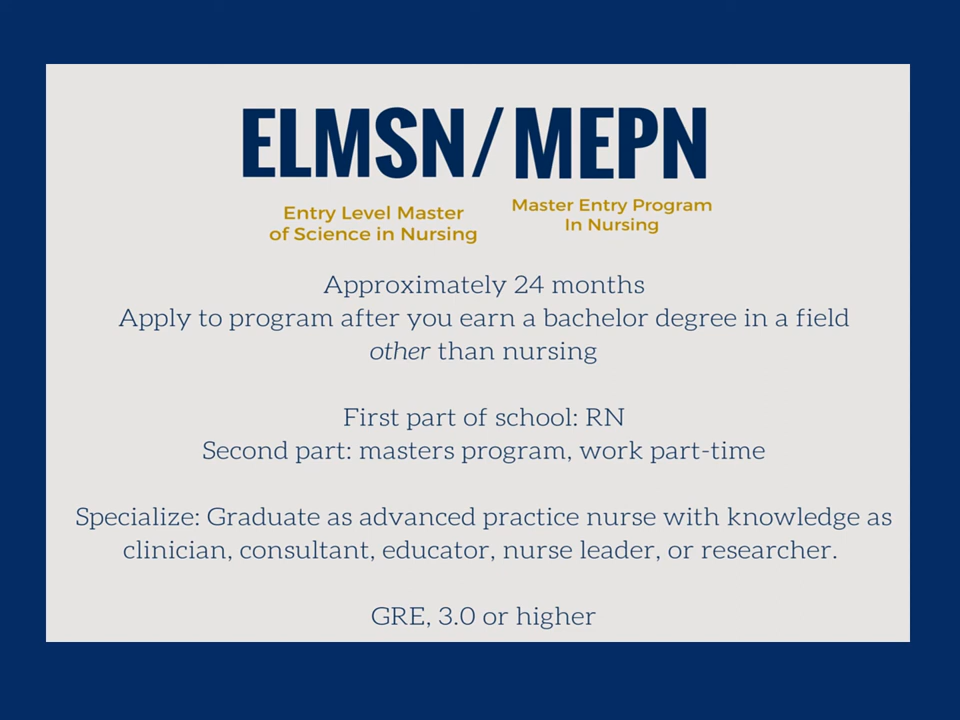 ELMSN/MEPN
Entry Level Master
of Science in Nursing
Master Entry Program
In Nursing
Approximately 24 months
Apply to program after you earn a bachelor degree in a field
other than nursing
First part of school: RN
Second part: masters program, work part-time
Specialize: Graduate as advanced practice nurse with knowledge as
clinician, consultant, educator, nurse leader, or researcher.
GRE, 3.0 or higher